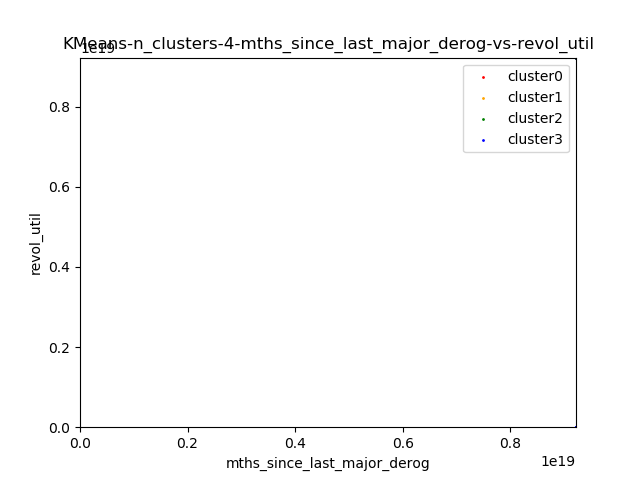 KMeans-n_clusters-4-mths_since_last_major_derog-vs-revol_util
1e19
cluster0
cluster1
cluster2
cluster3
0.8
0.6
0.4
0.2
0.0
revol_util
0.0 0.2 0.4 0.6 0.8
1e19
mths_since_last_major_derog